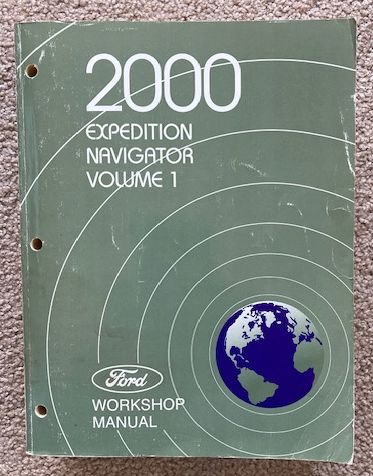 2000
EXPEDITION
NAVIGATOR
VOLUME 1
Ford
WORKSHOP
MANUAL